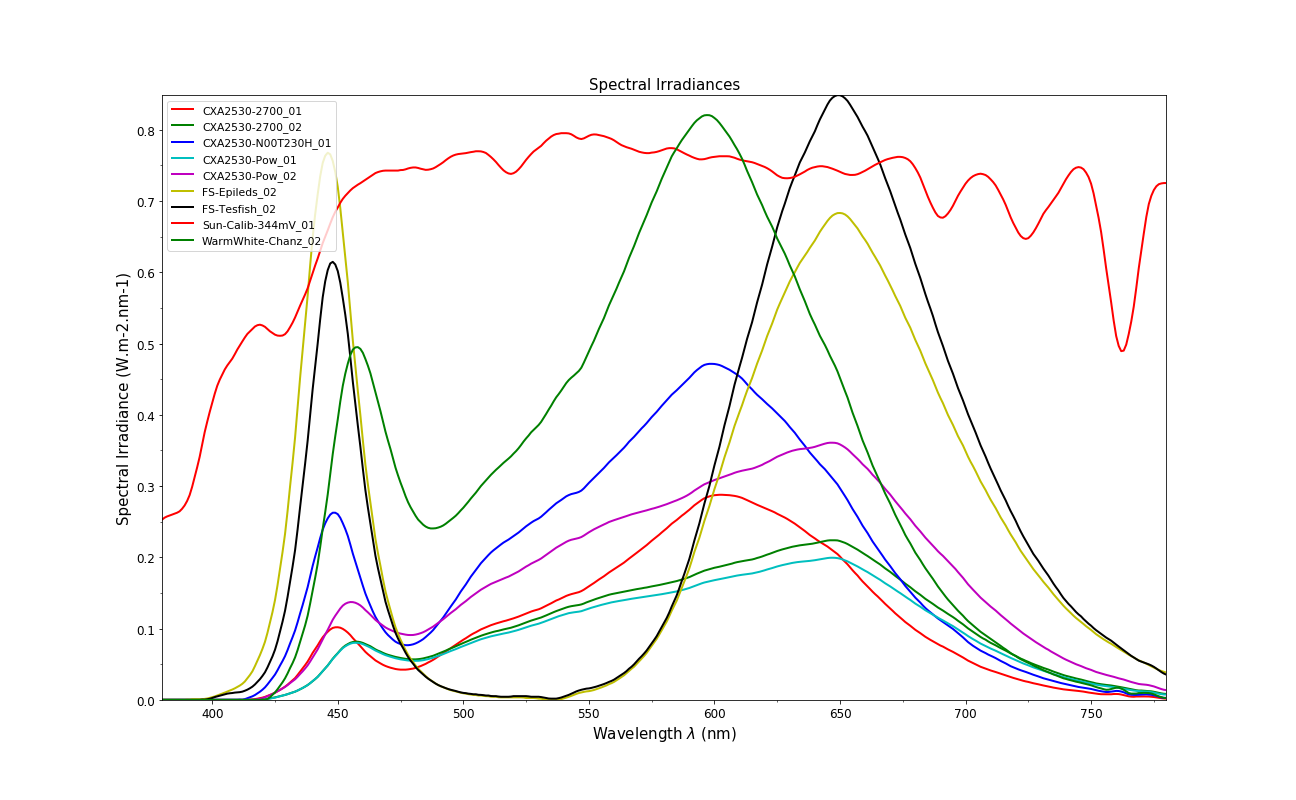 Spectral Irradiances
CXA2530-2700_01
CXA2530-2700_02
CXA2530-N00T230H_01
CXA2530-Pow_01
CXA2530-Pow_02
FS-Epileds_02
FS-Tesfish_02
Sun-Calib-344mV_01
WarmWhite-Chanz_02
Spectral Irradiance (W.m-2.nm-1)
0.8
0.7
0.6
0.5
0.4
0.3
0.2
0.1
0.0
400 450 500 550 600 650 700 750
Wavelength λ (nm)